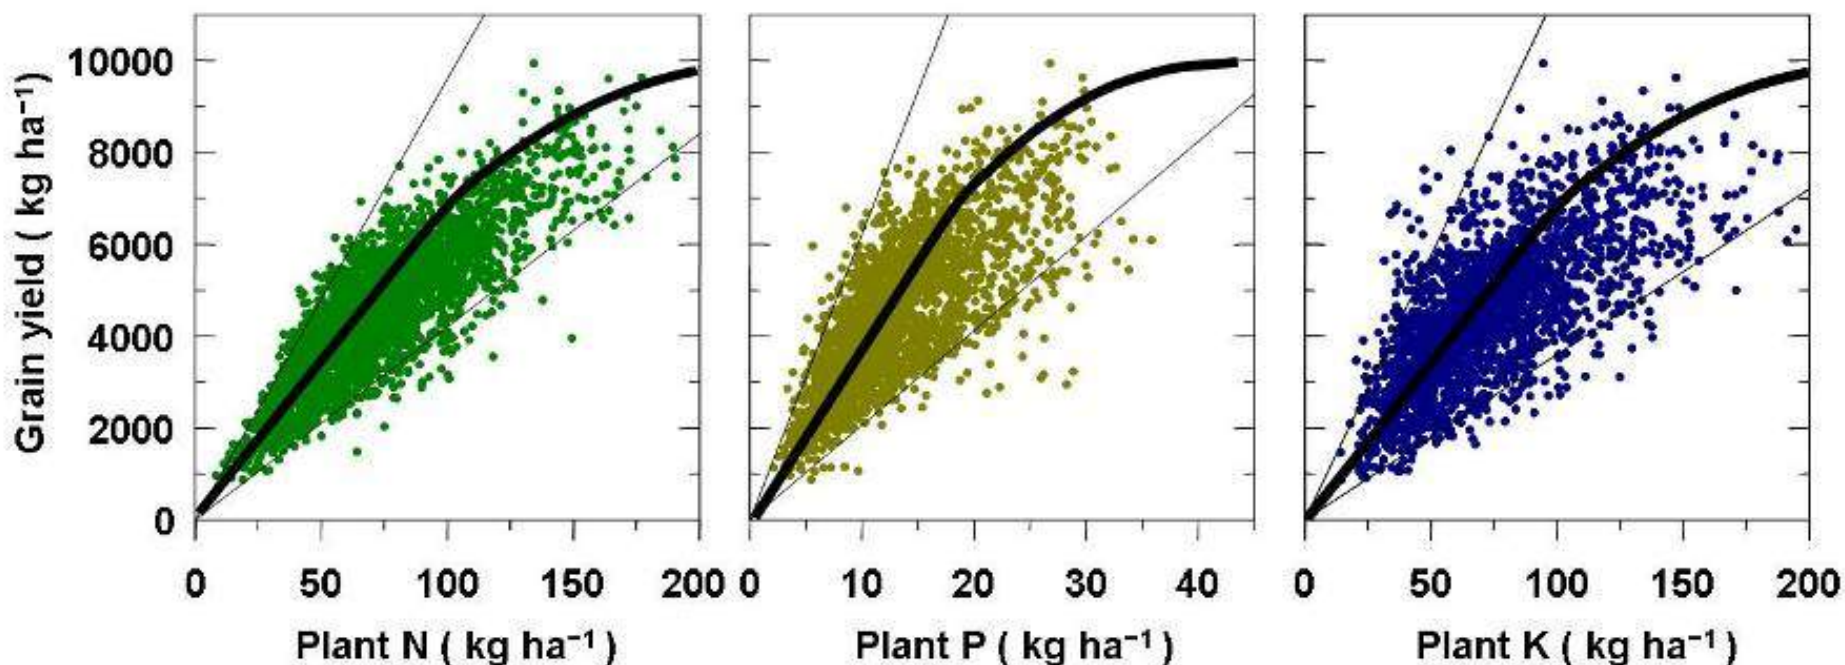 Grain yield ( kg ha⁻¹)
10000
8000
6000
4000
2000
0
0 50 100 150 200
0 10 20 30 40
0 50 100 150 200
Plant N ( kg ha⁻¹)
Plant P ( kg ha⁻¹)
Plant K ( kg ha⁻¹)